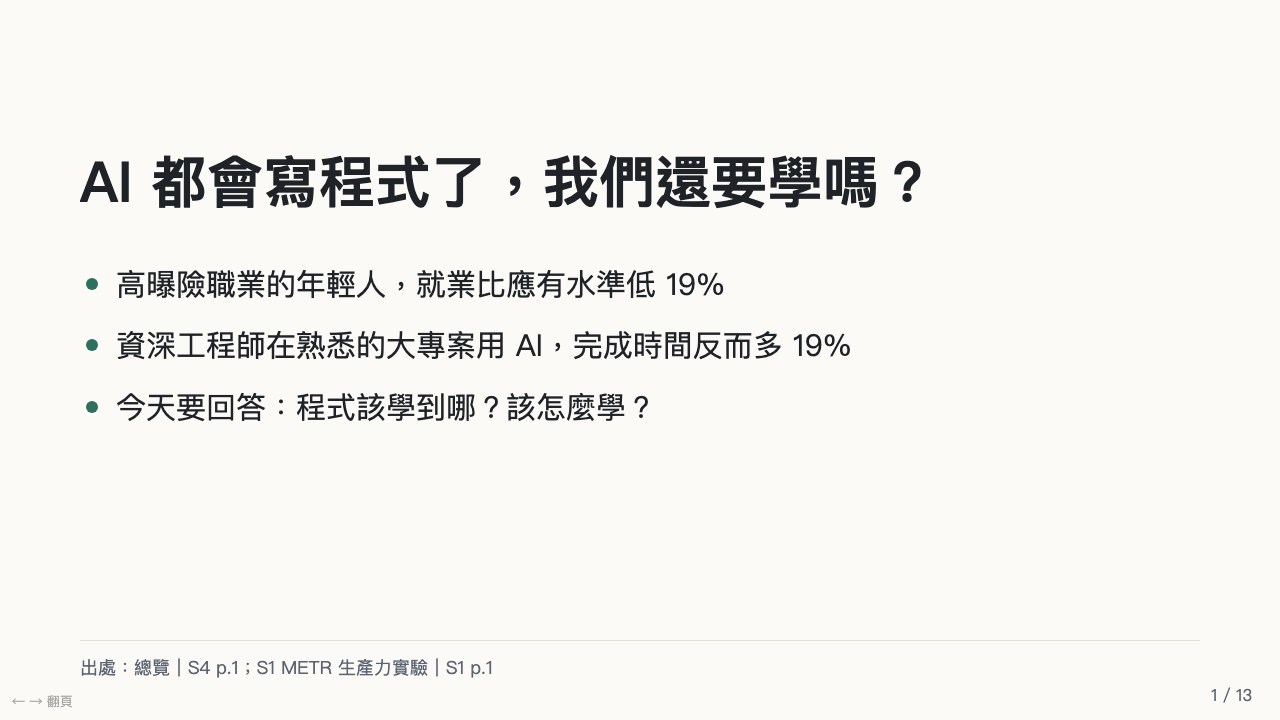 AI 都會寫程式了，我們還要學嗎？
高曝險職業的年輕人，就業比應有水準低 19%
資深工程師在熟悉的大專案用 AI，完成時間反而多 19%
今天要回答：程式該學到哪？該怎麼學？
出處：總覽｜S4 p.1；S1 METR 生產力實驗｜S1 p.1
←→ 翻頁
1 / 13